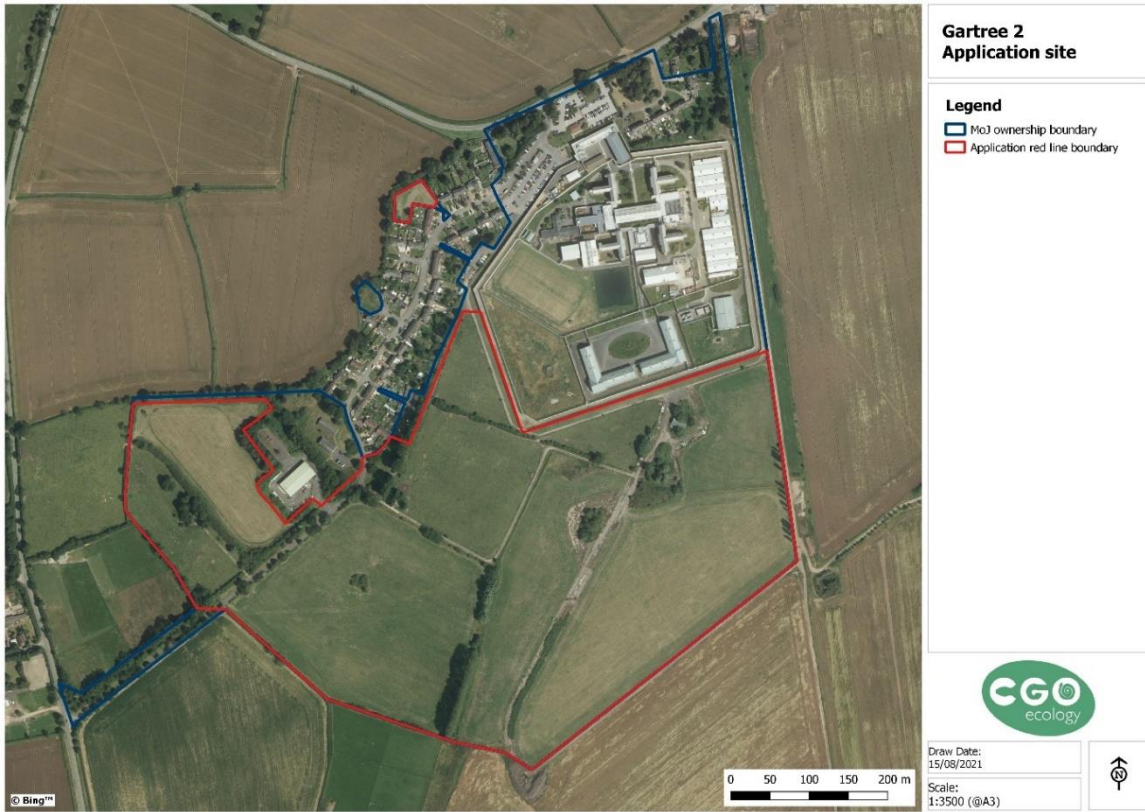 Gartree 2
Application site
Legend
MoJ ownership boundary
Application red line boundary
CGO
ecology
Draw Date:
15/08/2021
Scale:
1:3500 (@A3)
N
0 50 100 150 200 m
© Bing™